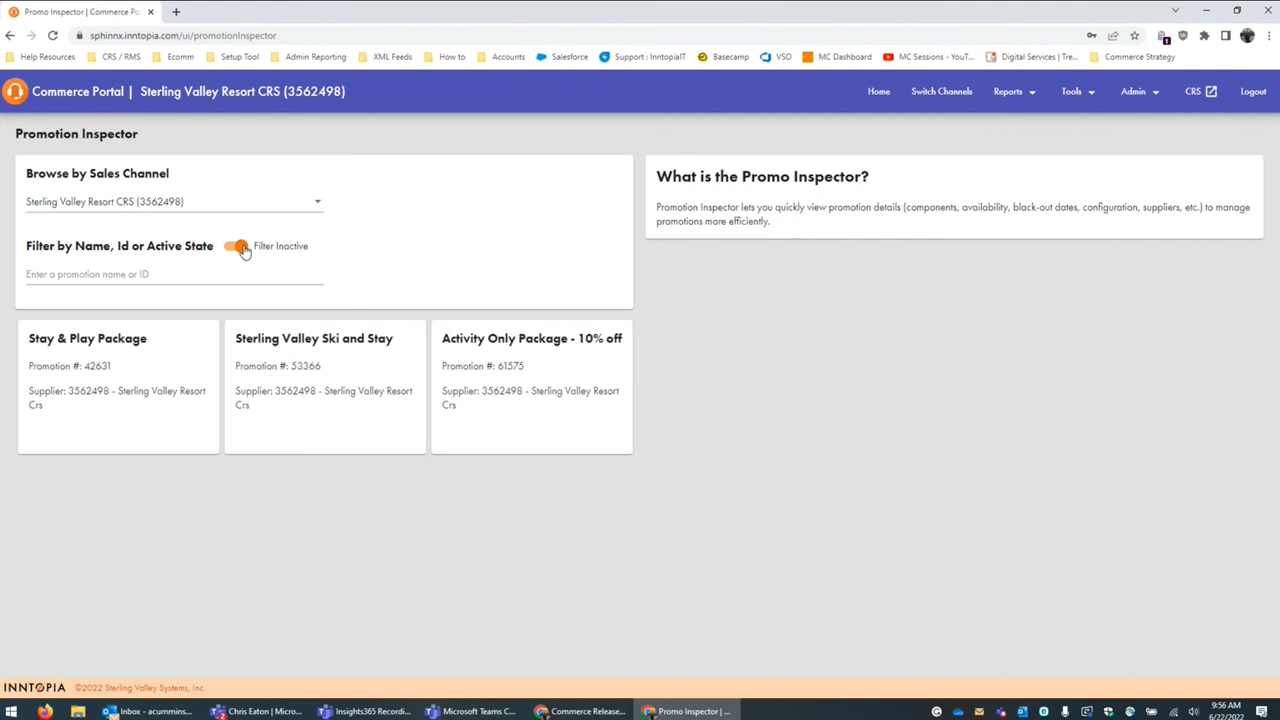 Promo Inspector | Commerce Po
sphinnx.inntopia.com/ui/promotionInspector
1
Help Resources
CRS / RMS
Ecomm
Setup Tool
Admin Reporting
XML Feeds
How to
Accounts
Salesforce
Support : InntopiaIT
Basecamp
VSO
MC Dashboard
MC Sessions - YouT...
Digital Services | Tre...
Commerce Strategy
Commerce Portal | Sterling Valley Resort CRS (3562498)
Home
Switch Channels
Reports
Tools
Admin
CRS
Logout
Promotion Inspector
Browse by Sales Channel
Sterling Valley Resort CRS (3562498)
Filter by Name, Id or Active State
Filter Inactive
Enter a promotion name or ID
What is the Promo Inspector?
Promotion Inspector lets you quickly view promotion details (components, availability, black-out dates, configuration, suppliers, etc.) to manage
promotions more efficiently.
Stay & Play Package
Promotion #: 42631
Supplier: 3562498 - Sterling Valley Resort
Crs
Sterling Valley Ski and Stay
Promotion #: 53366
Supplier: 3562498 - Sterling Valley Resort
Crs
Activity Only Package - 10% off
Promotion #: 61575
Supplier: 3562498 - Sterling Valley Resort
Crs
INNTOPIA
©2022 Sterling Valley Systems, Inc.
Inbox - acummins...
Chris Eaton | Micro...
Insights365 Recordi...
Microsoft Teams C...
Commerce Release...
Promo Inspector | ...
9:56 AM
6/22/2022